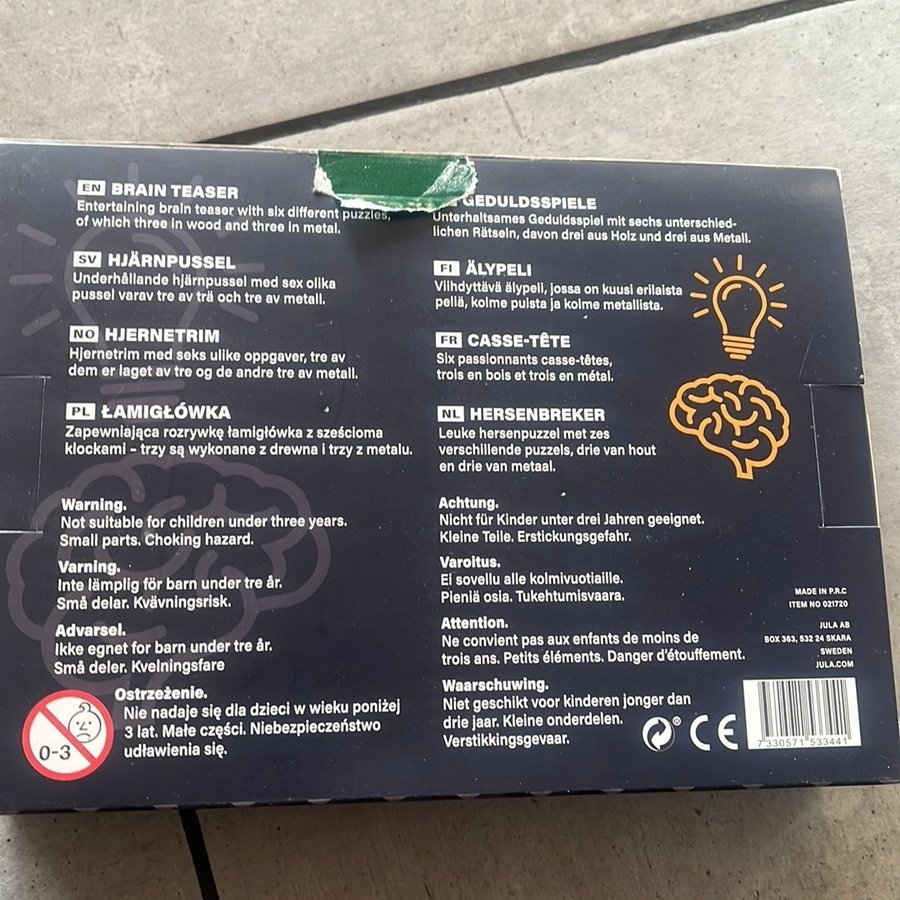 EN BRAIN TEASER
Entertaining brain teaser with six different puzzles,
of which three in wood and three in metal.
SV HJÄRNPUSSEL
Underhållande hjärnpussel med sex olika
pussel varav tre av trä och tre av metall.
NO HJERNETRIM
Hjernetrim med seks ulike oppgaver, tre av
dem er laget av tre og de andre tre av metall.
PL ŁAMIGŁÓWKA
Zapewniająca rozrywkę łamigłówka z sześcioma
klockami – trzy są wykonane z drewna i trzy z metalu.
Warning.
Not suitable for children under three years.
Small parts. Choking hazard.
Varning.
Inte lämplig för barn under tre år.
Små delar. Kvävningsrisk.
Advarsel.
Ikke egnet for barn under tre år.
Små deler. Kvelningsfare
Ostrzeżenie.
Nie nadaje się dla dzieci w wieku poniżej
3 lat. Małe części. Niebezpieczeństwo
udławienia się.
0-3
GEDULDSSPIELE
Unterhaltsames Geduldsspiel mit sechs unterschied-
lichen Rätseln, davon drei aus Holz und drei aus Metall.
FI ÄLYPELI
Viihdyttävä älypeli, jossa on kuusi erilaista
peliä, kolme puista ja kolme metallista.
FR CASSE-TÊTE
Six passionnants casse-têtes,
trois en bois et trois en métal.
NL HERSENBREKER
Leuke hersenpuzzel met zes
verschillende puzzels, drie van hout
en drie van metaal.
Achtung.
Nicht für Kinder unter drei Jahren geeignet.
Kleine Teile. Erstickungsgefahr.
Varoitus.
Ei sovellu alle kolmivuotiaille.
Pieniä osia. Tukehtumisvaara.
Attention.
Ne convient pas aux enfants de moins de
trois ans. Petits éléments. Danger d'étouffement.
Waarschuwing.
Niet geschikt voor kinderen jonger dan
drie jaar. Kleine onderdelen.
Verstikkingsgevaar.
MADE IN P.R.C
ITEM NO 021720
JULA AB
BOX 363, 532 24 SKARA
SWEDEN
JULA.COM
® CE
7 330571 533441